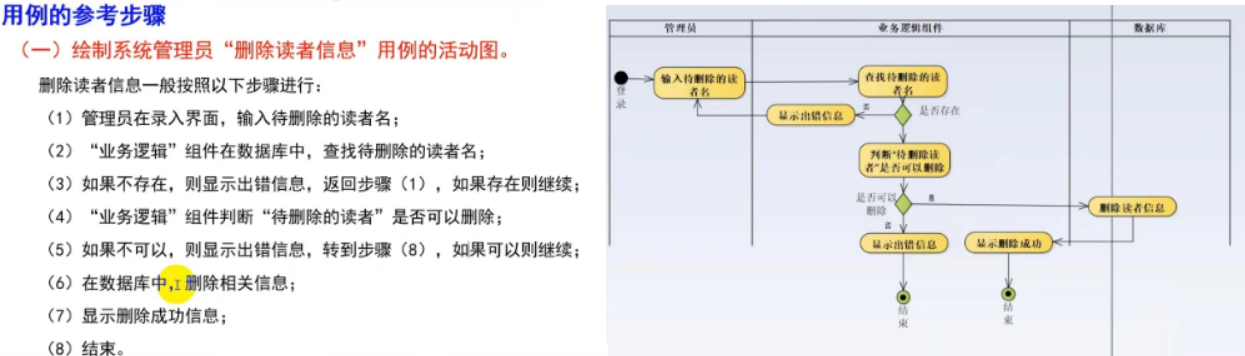 用例的参考步骤
（一）绘制系统管理员“删除读者信息”用例的活动图。
删除读者信息一般按照以下步骤进行：
（1）管理员在录入界面，输入待删除的读者名；
（2）“业务逻辑”组件在数据库中，查找待删除的读者名；
（3）如果不存在，则显示出错信息，返回步骤（1），如果存在则继续；
（4）“业务逻辑”组件判断“待删除的读者”是否可以删除；
（5）如果不可以，则显示出错信息，转到步骤（8），如果可以则继续；
（6）在数据库中，删除相关信息；
（7）显示删除成功信息；
（8）结束。
管理员
业务逻辑组件
数据库
登
录
输入待删除的读
者名
查找待删除的读
者名
显示出错信息
否
是否存在
判断“待删除读
者”是否可以删除
是否可以
删除
是
删除读者信息
否
显示出错信息
显示删除成功
结
束
结
束